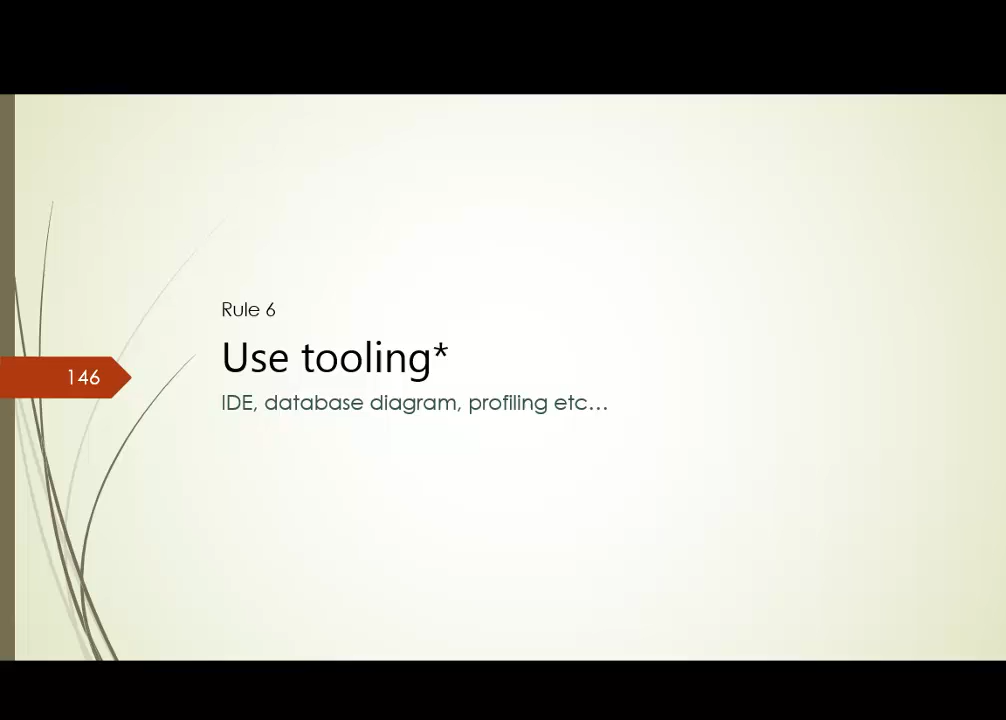 Rule 6
Use tooling*
146
IDE, database diagram, profiling etc…